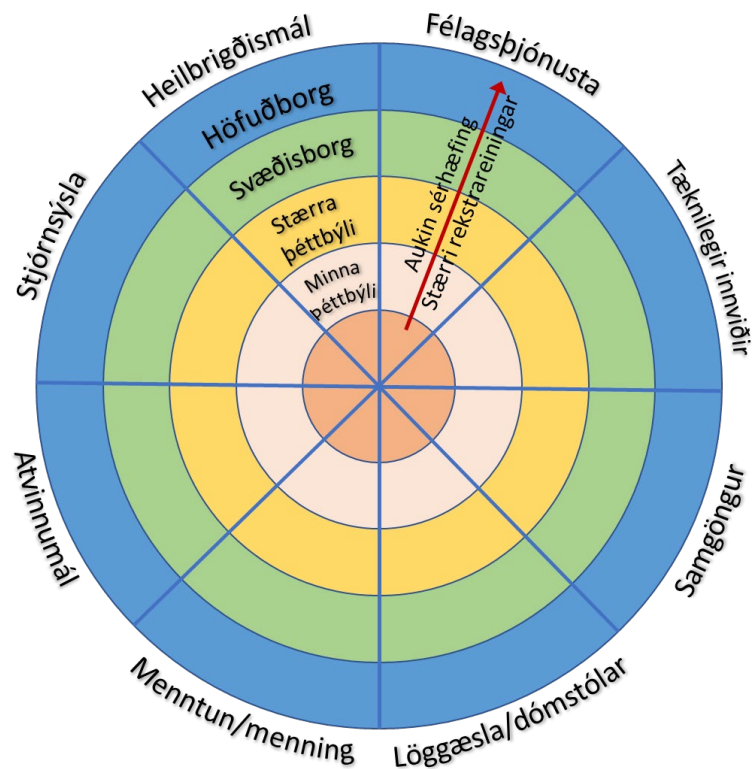 Heilbrigðismál
Félagsþjónusta
Tæknilegir innviðir
Samgöngur
Löggæsla/dómstólar
Menntun/menning
Atvinnumál
Stjórnsýsla
Höfuðborg
Svæðisborg
Stærra
þéttbýli
Minna
þéttbýli
Aukin sérhæfing
Stærri rekstrareiningar